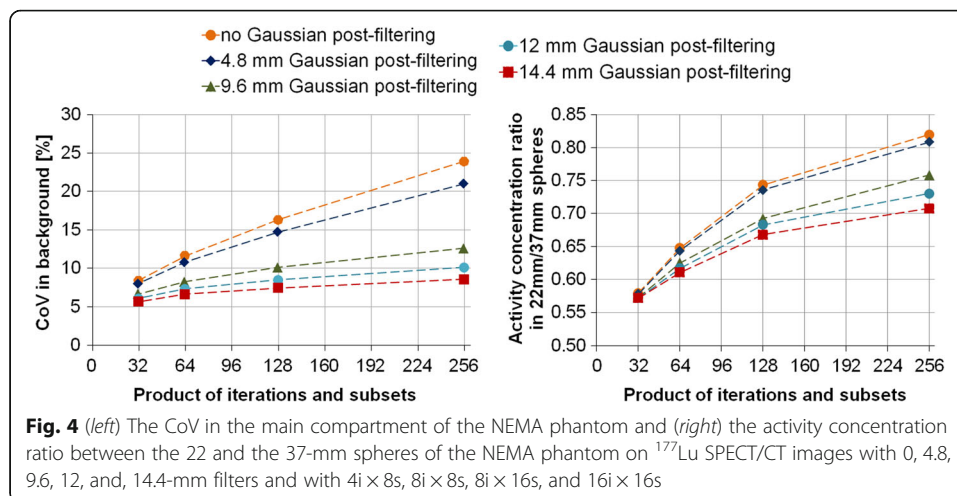 no Gaussian post-filtering
4.8 mm Gaussian post-filtering
9.6 mm Gaussian post-filtering
12 mm Gaussian post-filtering
14.4 mm Gaussian post-filtering
CoV in background [%]
30
25
20
15
10
5
0
0 32 64 96 128 160 192 224 256
Product of iterations and subsets
Activity concentration ratio
in 22mm/37mm spheres
0.85
0.80
0.75
0.70
0.65
0.60
0.55
0.50
0 32 64 96 128 160 192 224 256
Product of iterations and subsets
Fig. 4 (left) The CoV in the main compartment of the NEMA phantom and (right) the activity concentration
ratio between the 22 and the 37-mm spheres of the NEMA phantom on ¹⁷⁷Lu SPECT/CT images with 0, 4.8,
9.6, 12, and, 14.4-mm filters and with 4i × 8s, 8i × 8s, 8i × 16s, and 16i × 16s